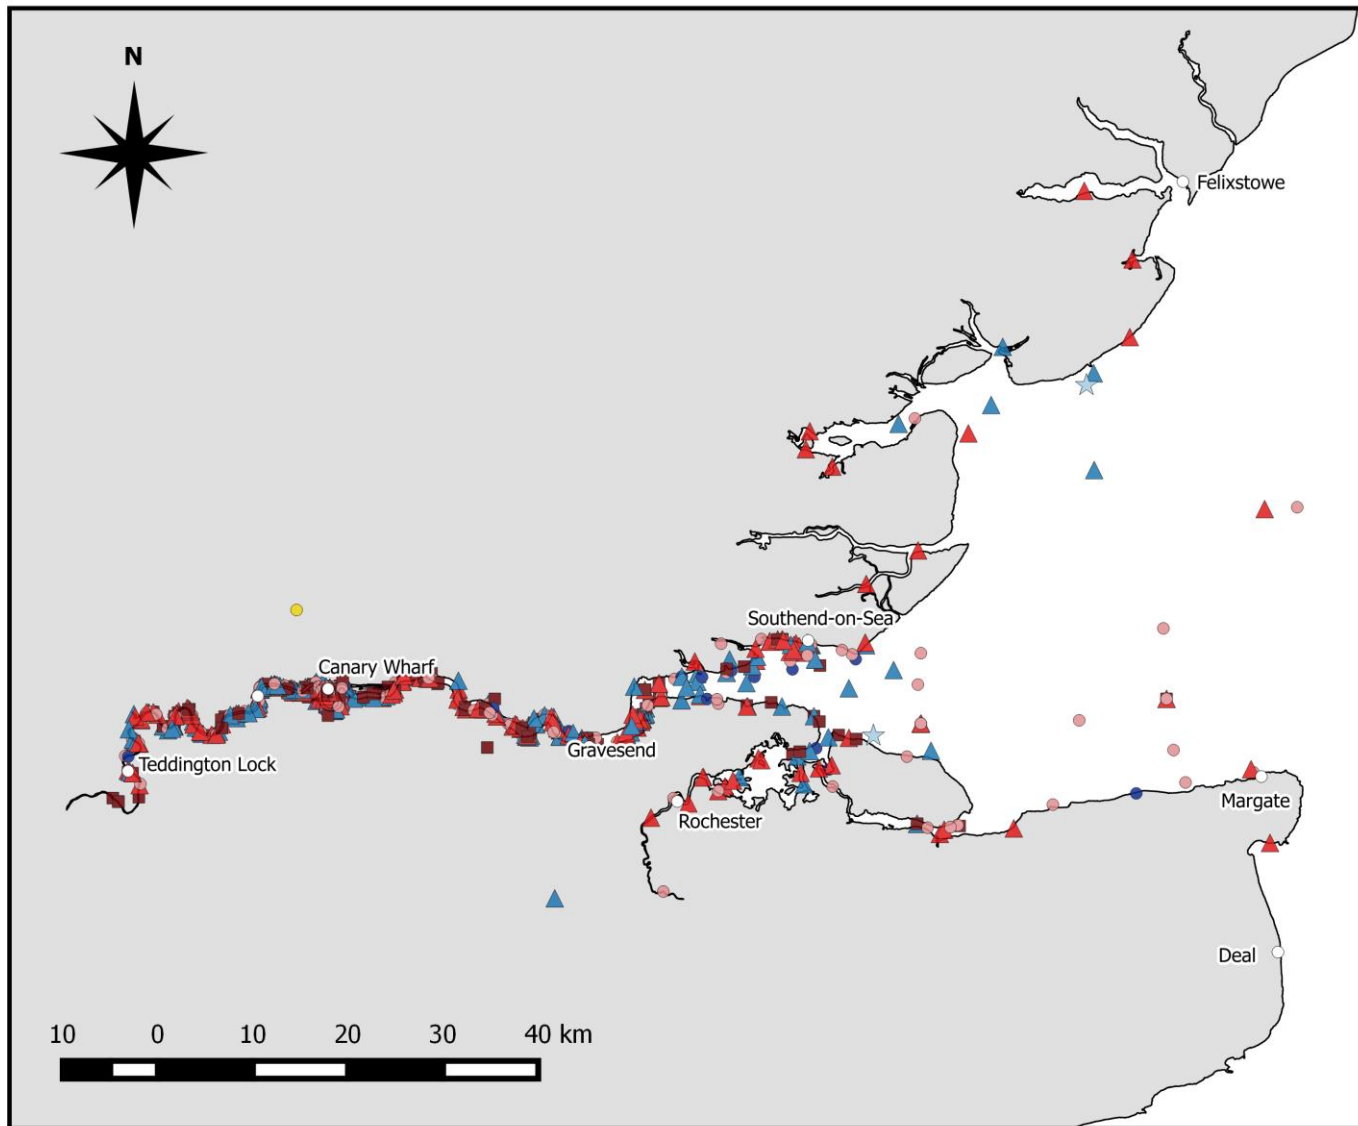 N
Felixstowe
Southend-on-Sea
Canary Wharf
Gravesend
Teddington Lock
Rochester
Margate
Deal
10 0 10 20 30 40 km